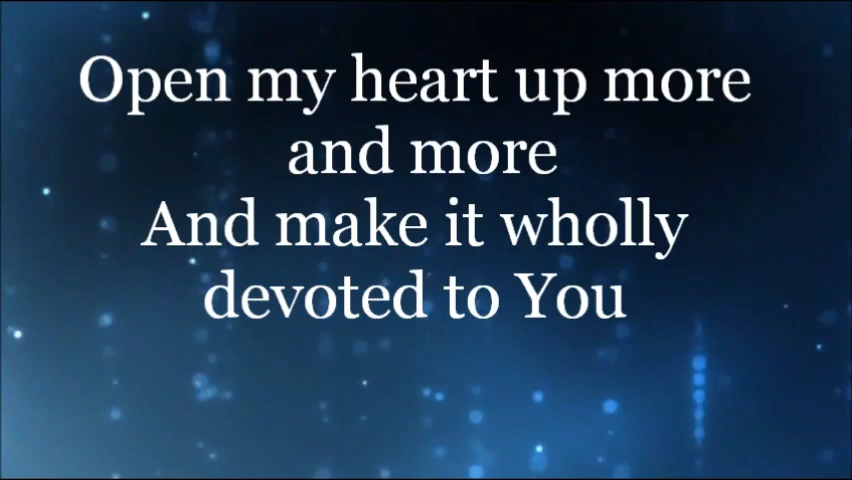 Open my heart up more
and more
And make it wholly
devoted to You